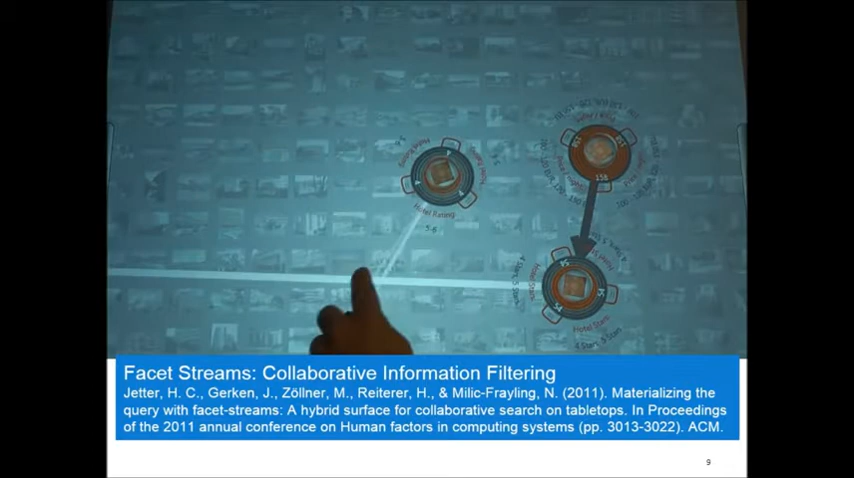 Hotel Rating
5-6
Hotel Stars
4 Stars, 5 Stars
Facet Streams: Collaborative Information Filtering
Jetter, H. C., Gerken, J., Zöllner, M., Reiterer, H., & Milic-Frayling, N. (2011). Materializing the
query with facet-streams: A hybrid surface for collaborative search on tabletops. In Proceedings
of the 2011 annual conference on Human factors in computing systems (pp. 3013-3022). ACM.
9